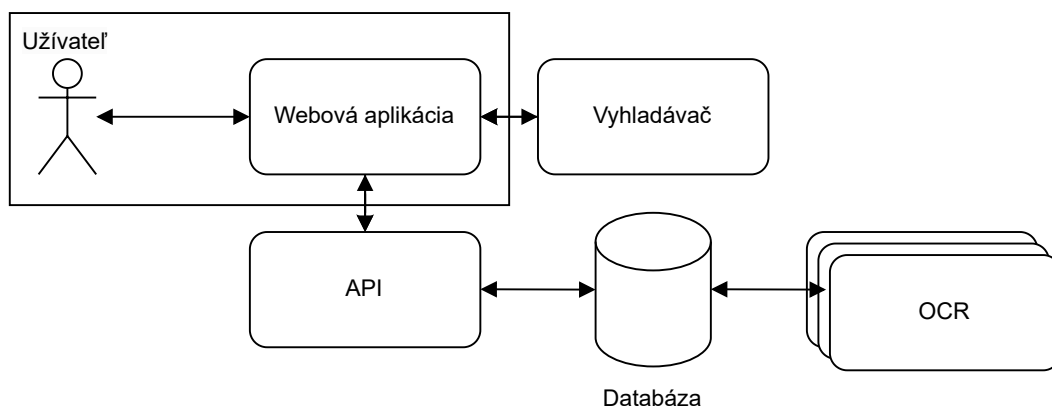 Užívateľ
Webová aplikácia
Vyhladávač
API
OCR
Databáza